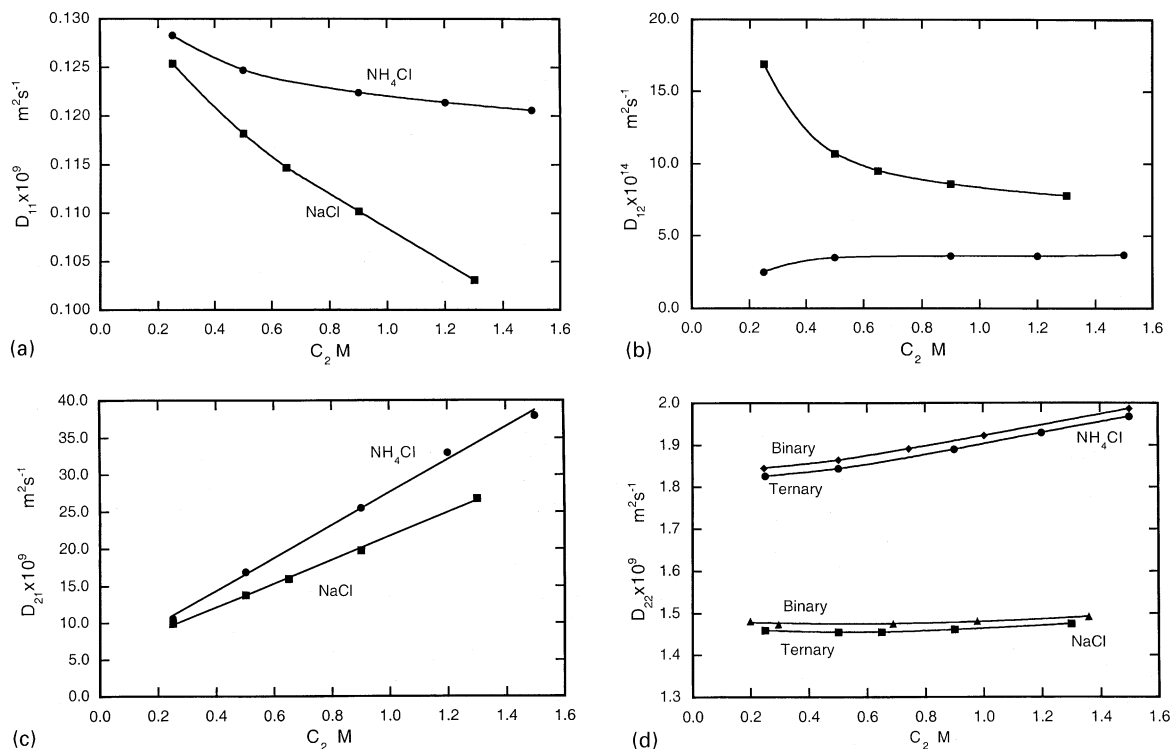 0.130
0.125
0.120
0.115
0.110
0.105
0.100
D₁₁x10⁹ m²s⁻¹
NH₄Cl
NaCl
0.0 0.2 0.4 0.6 0.8 1.0 1.2 1.4 1.6
C₂ M
(a)
20.0
15.0
10.0
5.0
0.0
D₁₂x10¹⁴ m²s⁻¹
0.0 0.2 0.4 0.6 0.8 1.0 1.2 1.4 1.6
C₂ M
(b)
40.0
35.0
30.0
25.0
20.0
15.0
10.0
5.0
0.0
D₂₁x10⁹ m²s⁻¹
NH₄Cl
NaCl
0.0 0.2 0.4 0.6 0.8 1.0 1.2 1.4 1.6
C₂ M
(c)
2.0
1.9
1.8
1.7
1.6
1.5
1.4
1.3
D₂₂x10⁹ m²s⁻¹
Binary
NH₄Cl
Ternary
Binary
Ternary
NaCl
0.0 0.2 0.4 0.6 0.8 1.0 1.2 1.4 1.6
C₂ M
(d)